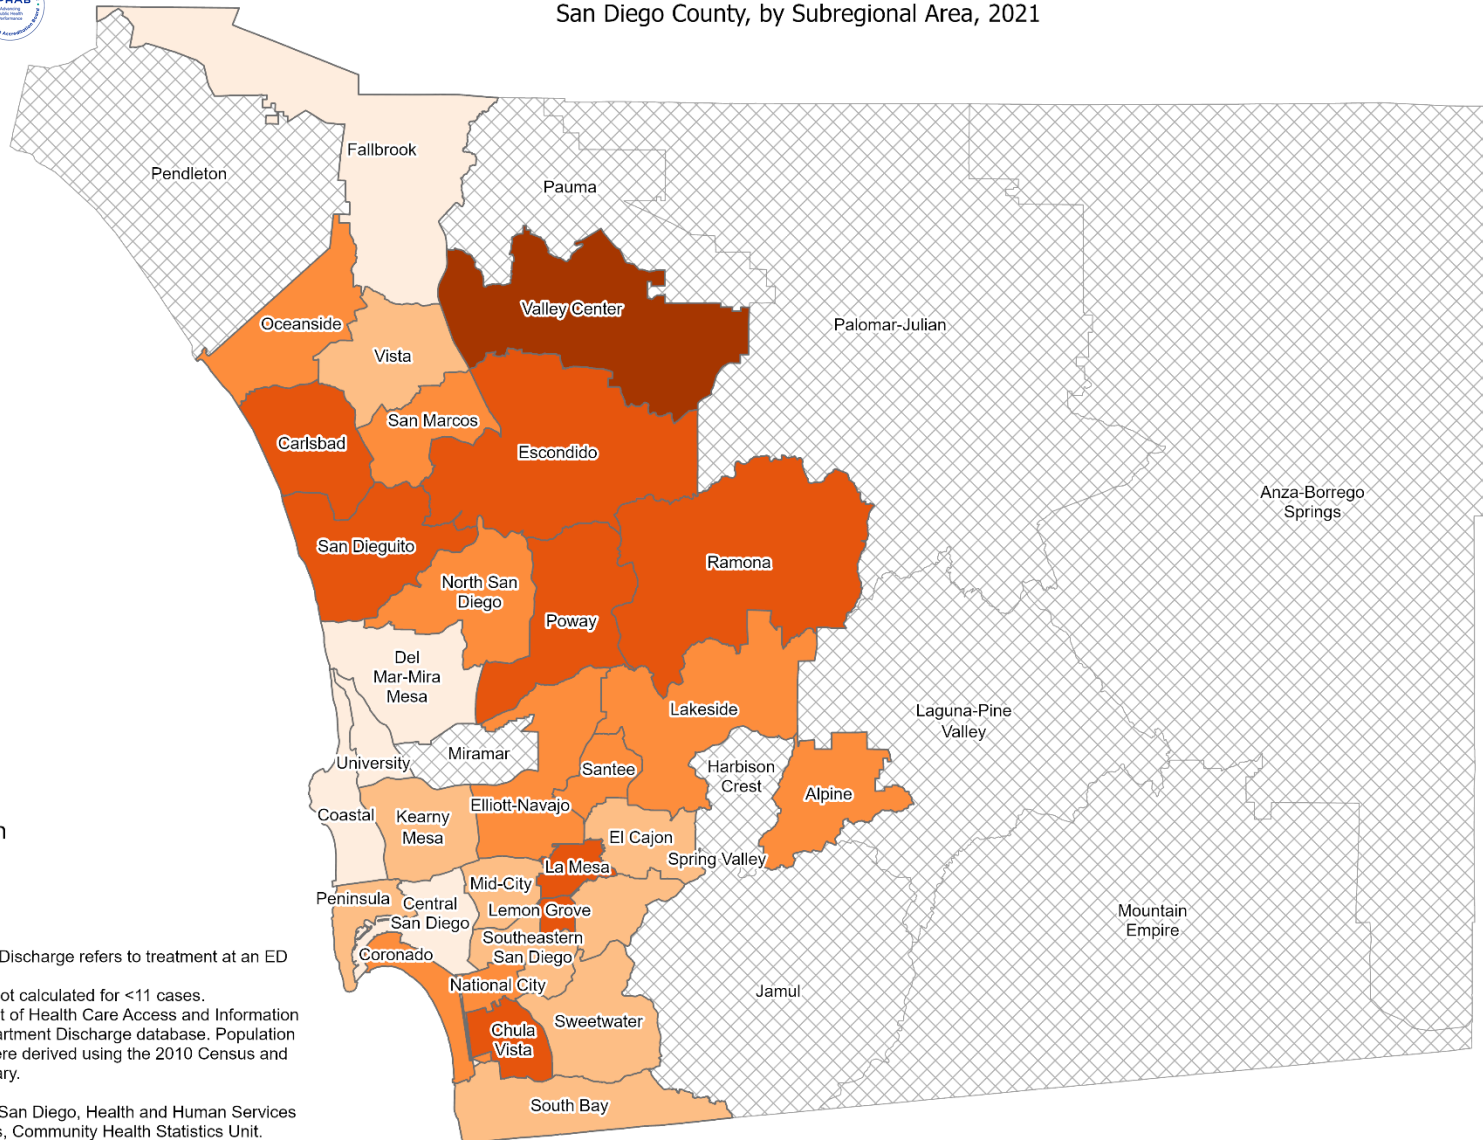 San Diego County, by Subregional Area, 2021
Fallbrook
Pendleton
Pauma
Valley Center
Oceanside
Palomar-Julian
Vista
San Marcos
Carlsbad
Escondido
Anza-Borrego
Springs
San Dieguito
Ramona
North San
Diego
Poway
Del
Mar-Mira
Mesa
Lakeside
Laguna-Pine
Valley
Miramar
University
Harbison
Crest
Santee
Alpine
Elliott-Navajo
Coastal
Kearny
Mesa
El Cajon
Spring Valley
La Mesa
Mid-City
Peninsula
Central
San Diego
Lemon Grove
Mountain
Empire
Southeastern
San Diego
Coronado
National City
Jamul
Sweetwater
Chula
Vista
South Bay
n
Discharge refers to treatment at an ED
ot calculated for <11 cases.
t of Health Care Access and Information
artment Discharge database. Population
ere derived using the 2010 Census and
ary.
San Diego, Health and Human Services
s, Community Health Statistics Unit.